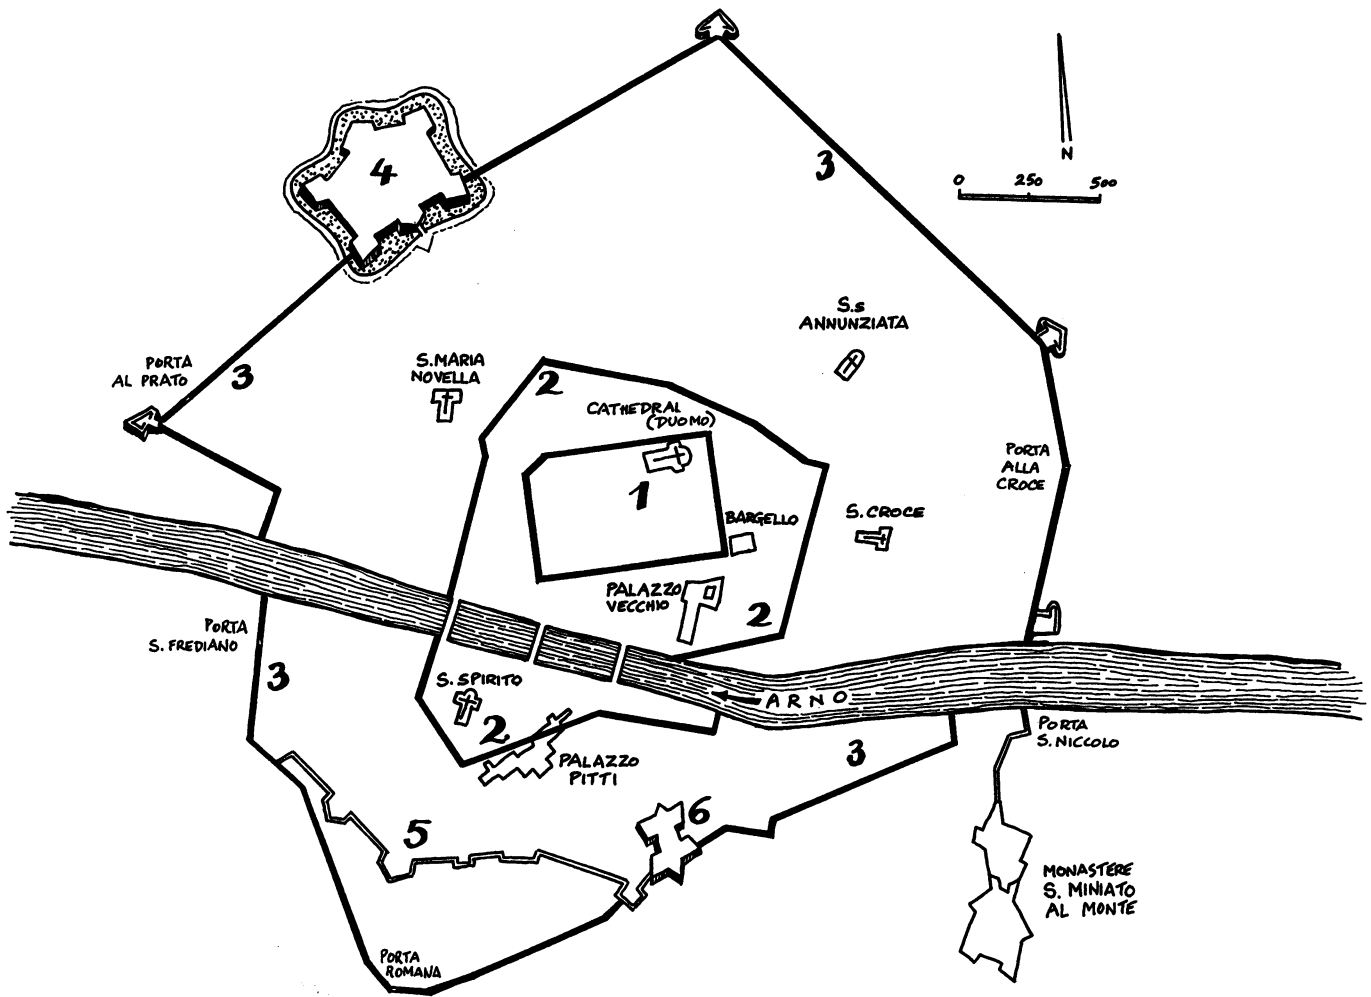 3
N
0 250 500
4
S.S
ANNUNZIATA
PORTA
AL PRATO
3
S. MARIA
NOVELLA
2
CATHEDRAL
(DUOMO)
1
PORTA
ALLA
CROCE
BARGELLO
S. CROCE
PALAZZO
VECCHIO
2
PORTA
S. FREDIANO
3
S. SPIRITO
2
ARNO
PALAZZO
PITTI
3
PORTA
S. NICCOLO
5
6
MONASTERE
S. MINIATO
AL MONTE
PORTA
ROMANA